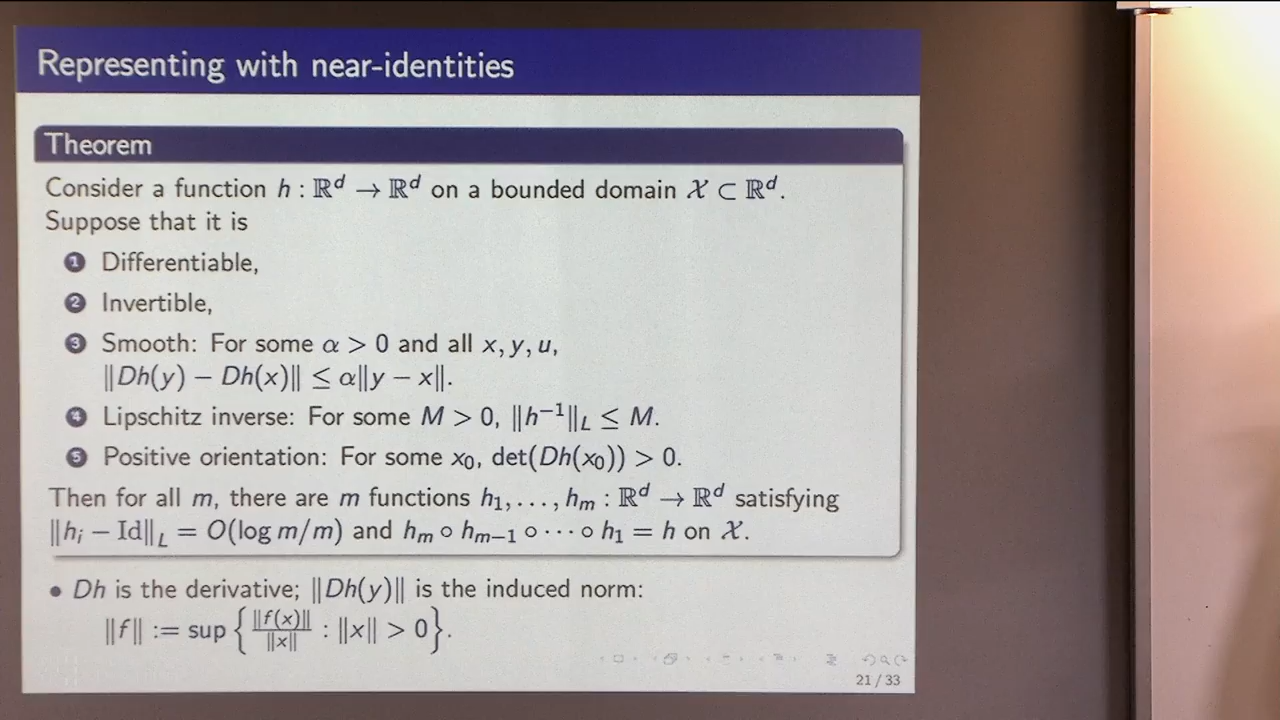 Representing with near-identities
Theorem
Consider a function h : ℝᵈ → ℝᵈ on a bounded domain 𝒳 ⊂ ℝᵈ.
Suppose that it is
1 Differentiable,
2 Invertible,
3 Smooth: For some α > 0 and all x, y, u,
‖Dh(y) − Dh(x)‖ ≤ α‖y − x‖.
4 Lipschitz inverse: For some M > 0, ‖h⁻¹‖_L ≤ M.
5 Positive orientation: For some x₀, det(Dh(x₀)) > 0.
Then for all m, there are m functions h₁, . . . , hₘ : ℝᵈ → ℝᵈ satisfying
‖hᵢ − Id‖_L = O(log m/m) and hₘ ∘ hₘ₋₁ ∘ · · · ∘ h₁ = h on 𝒳.
• Dh is the derivative; ‖Dh(y)‖ is the induced norm:
‖f‖ := sup { ‖f(x)‖/‖x‖ : ‖x‖ > 0 }.
21 / 33